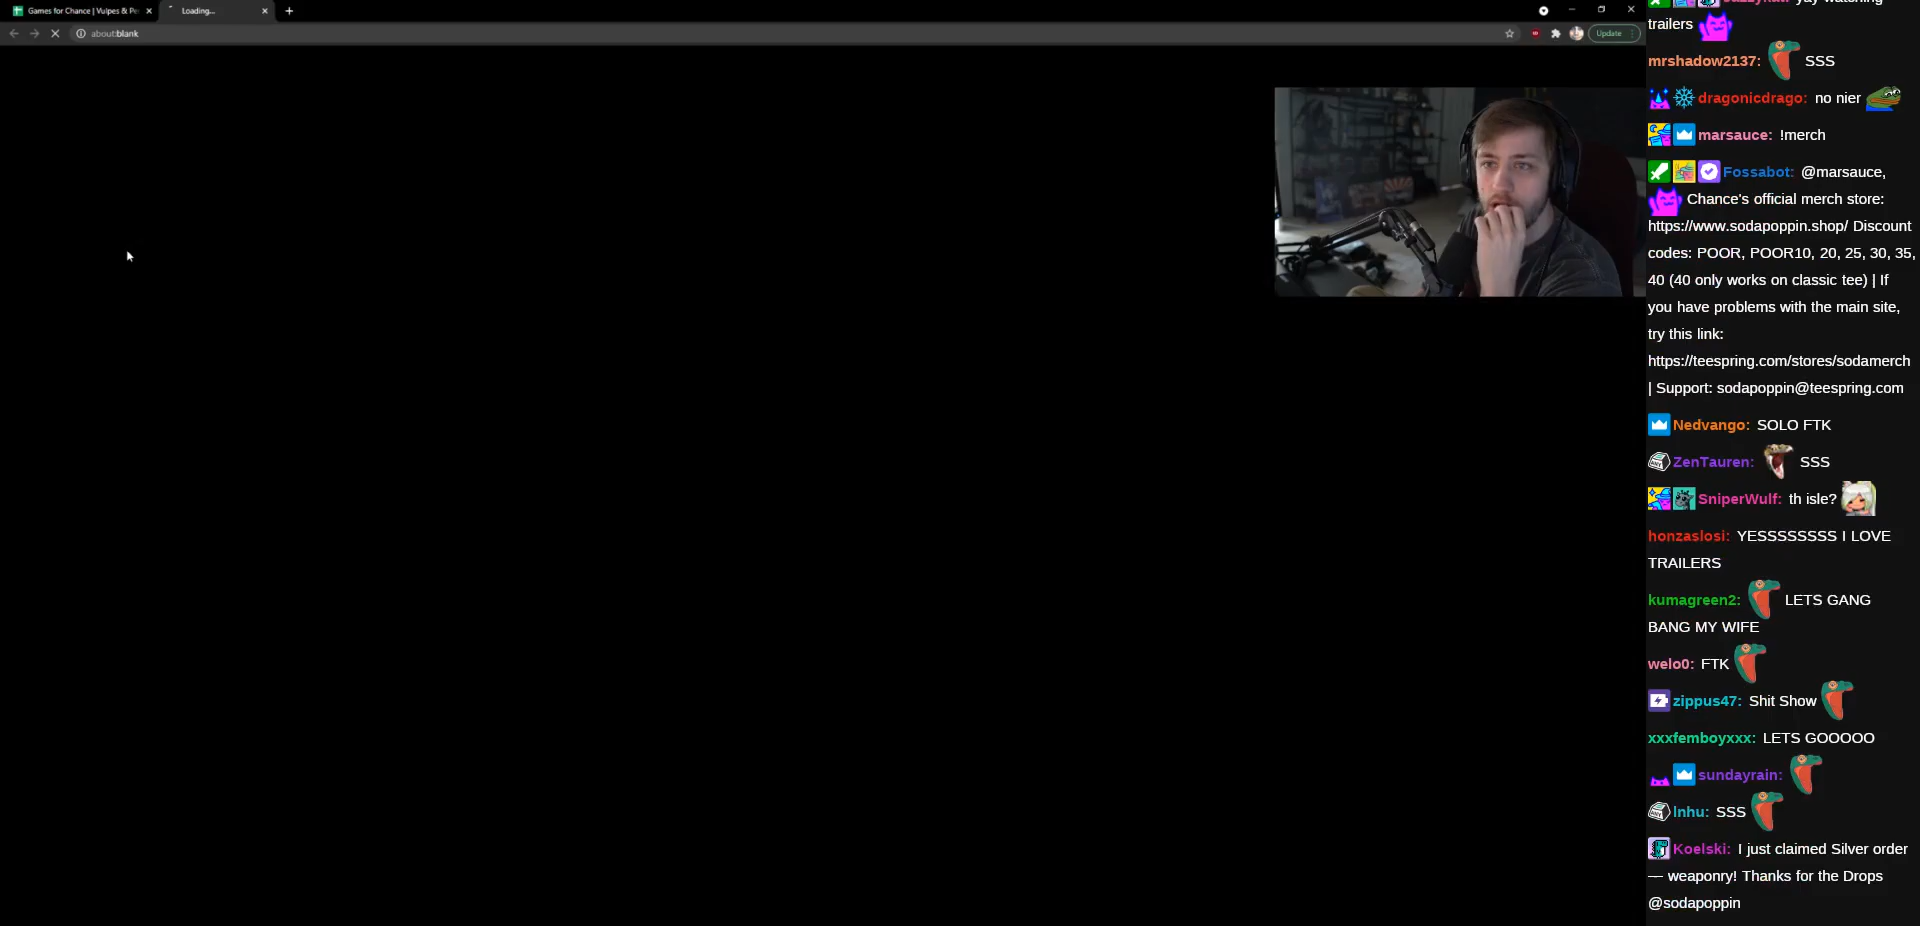 Games for Chance | Vulpes & Pe
Loading...
about:blank
Update
yay watching
trailers
mrshadow2137: SSS
dragonicdrago: no nier
marsauce: !merch
Fossabot: @marsauce,
Chance's official merch store:
https://www.sodapoppin.shop/ Discount
codes: POOR, POOR10, 20, 25, 30, 35,
40 (40 only works on classic tee) | If
you have problems with the main site,
try this link:
https://teespring.com/stores/sodamerch
| Support: sodapoppin@teespring.com
Nedvango: SOLO FTK
ZenTauren: SSS
SniperWulf: th isle?
honzaslosi: YESSSSSSSS I LOVE
TRAILERS
kumagreen2: LETS GANG
BANG MY WIFE
welo0: FTK
zippus47: Shit Show
xxxfemboyxxx: LETS GOOOOO
sundayrain:
lnhu: SSS
Koelski: I just claimed Silver order
— weaponry! Thanks for the Drops
@sodapoppin